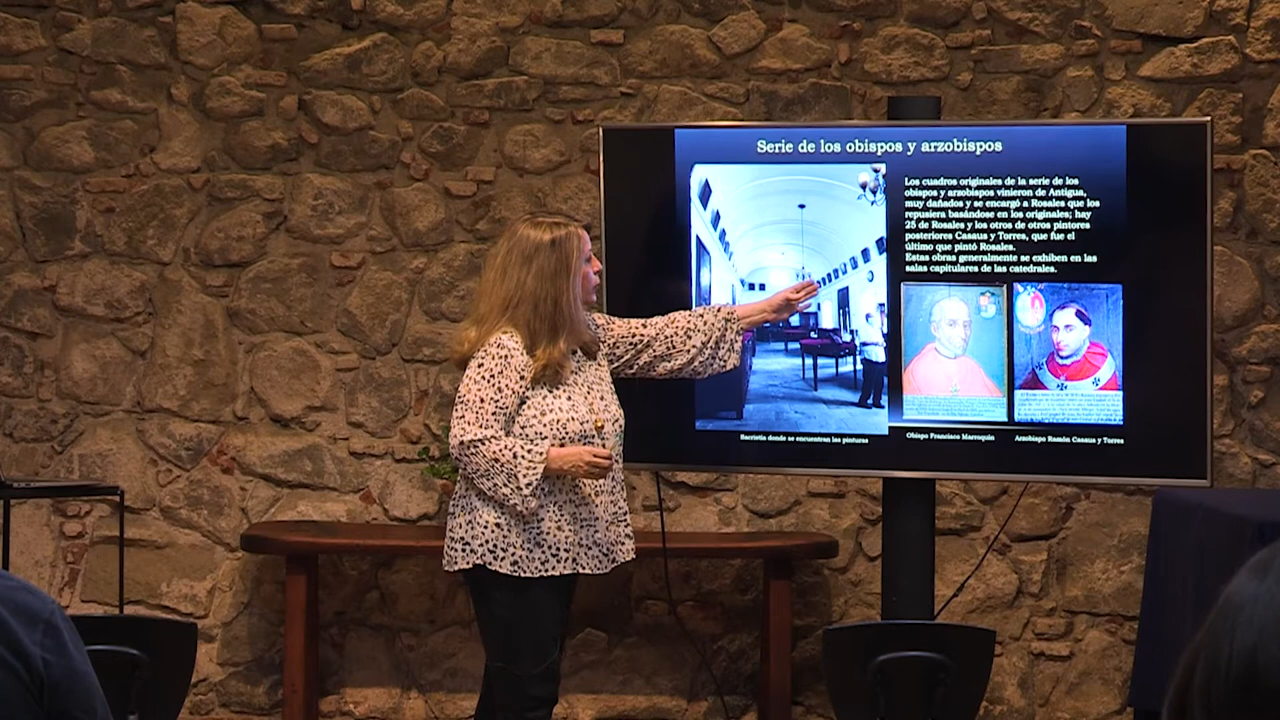 Serie de los obispos y arzobispos
Los cuadros originales de la serie de los
obispos y arzobispos vinieron de Antigua,
muy dañados y se encargó a Rosales que los
repusiera basándose en los originales; hay
25 de Rosales y los otros de otros pintores
posteriores Casaus y Torres, que fue el
último que pintó Rosales.
Estas obras generalmente se exhiben en las
salas capitulares de las catedrales.
Sacristía donde se encuentran las pinturas
Obispo Francisco Marroquín
Arzobispo Ramón Casaus y Torres